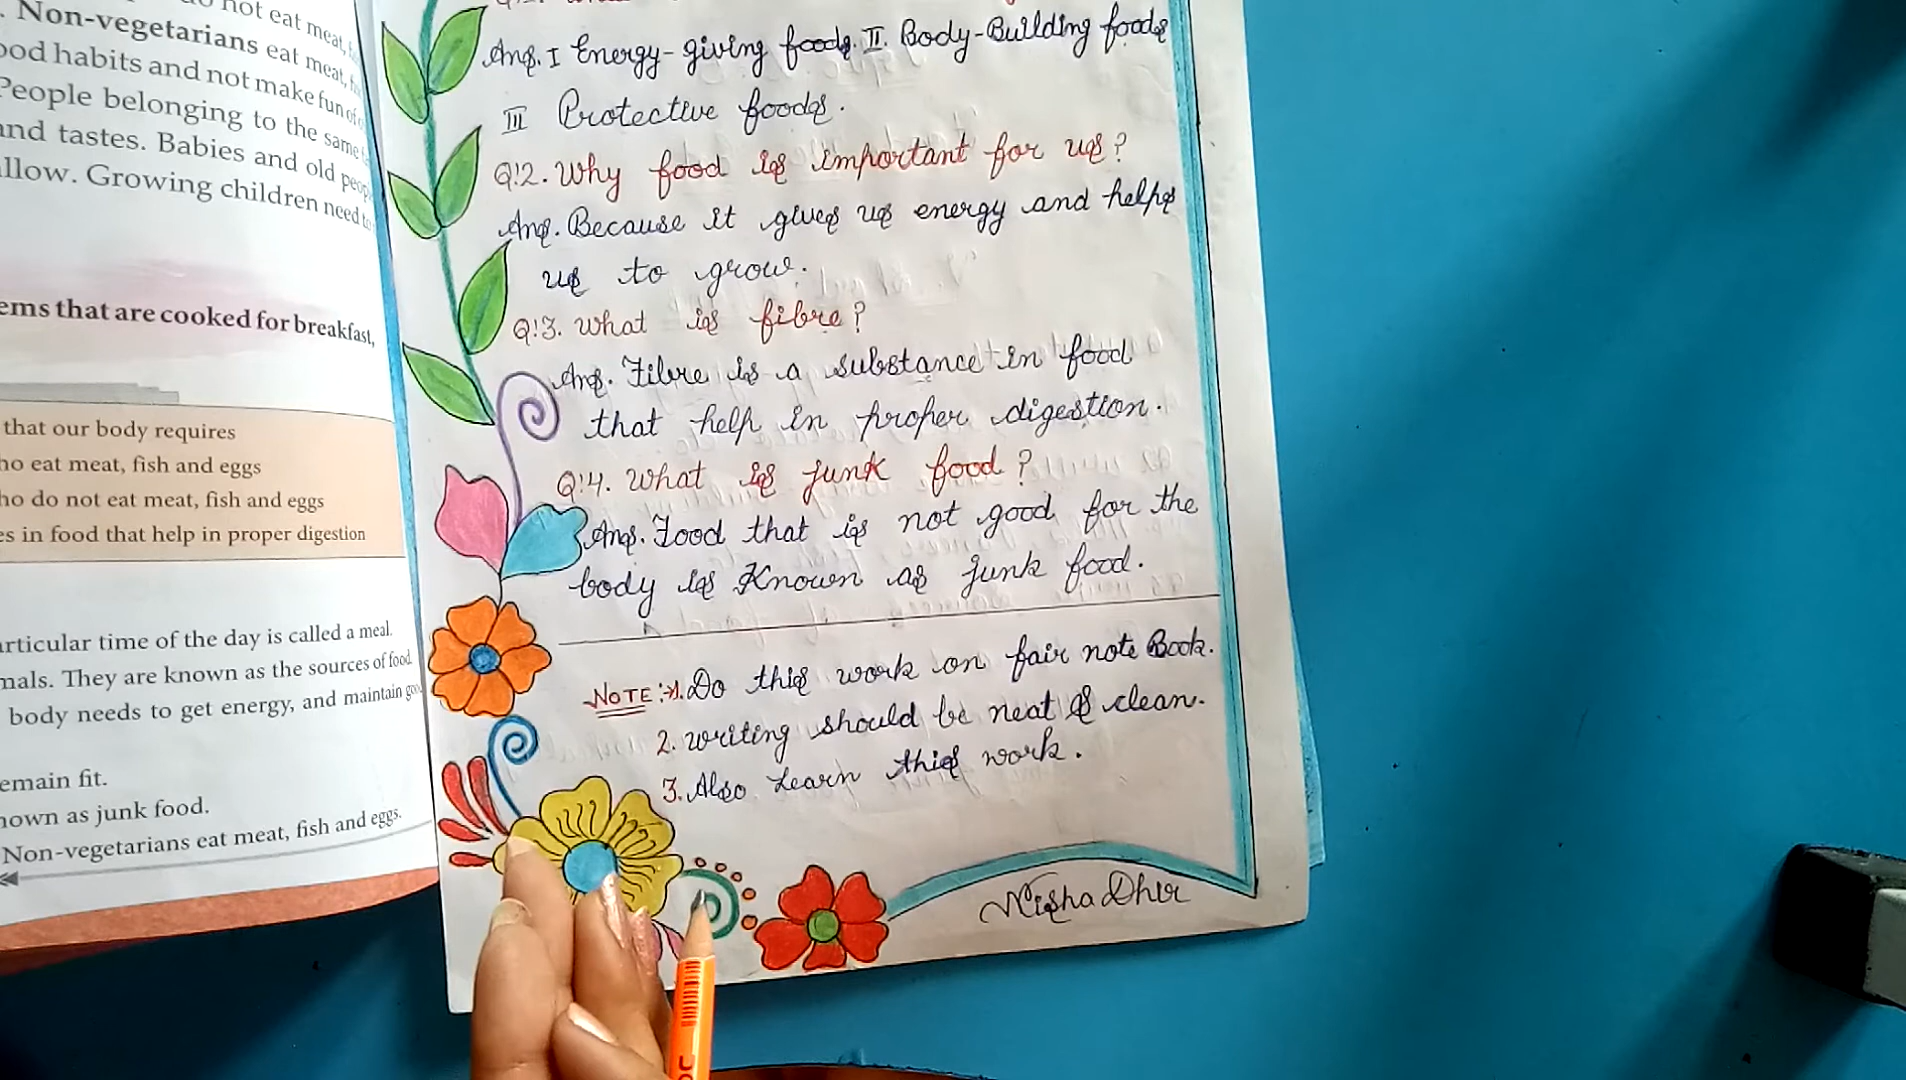 not eat meat,
. Non-vegetarians eat meat,
ood habits and not make fun of
People belonging to the same
and tastes. Babies and old
llow. Growing children need
ems that are cooked for breakfast,
that our body requires
ho eat meat, fish and eggs
ho do not eat meat, fish and eggs
es in food that help in proper digestion
articular time of the day is called a meal.
mals. They are known as the sources of food.
body needs to get energy, and maintain
emain fit.
nown as junk food.
Non-vegetarians eat meat, fish and eggs.
Ans. I Energy-giving foods. II. Body-Building foods
III Protective foods.
Q:2. Why food is important for us?
Ans. Because it gives us energy and helps
us to grow.
Q:3. What is fibre?
Ans. Fibre is a substance in food
that help in proper digestion.
Q:4. What is junk food?
Ans. Food that is not good for the
body is Known as junk food.
NOTE:-1. Do this work on fair note Book.
2. writing should be neat & clean.
3. Also Learn this work.
Nisha Dhir